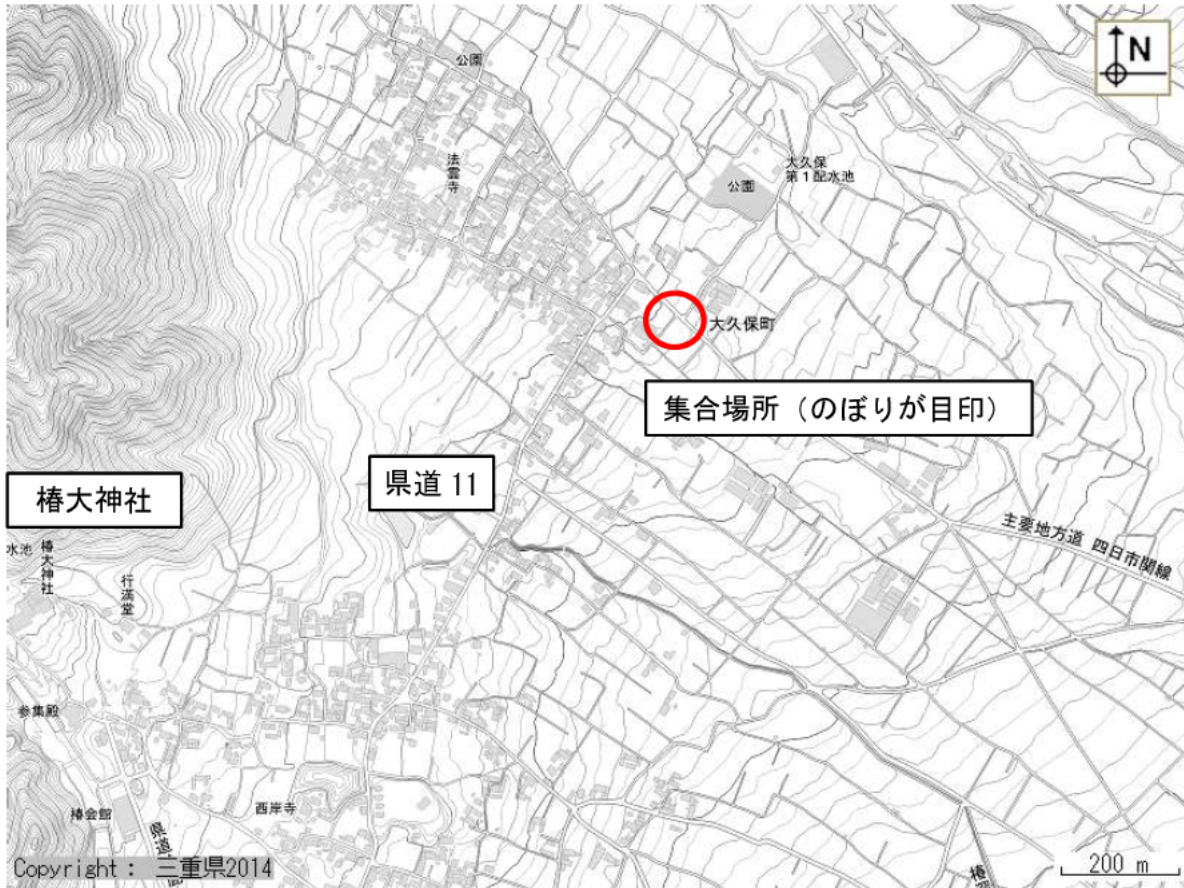 N
公園
法雲寺
大久保
第1配水池
公園
大久保町
集合場所（のぼりが目印）
県道 11
椿大神社
主要地方道 四日市関線
水池
椿大神社
行満堂
参集殿
西岸寺
椿会館
県道
Copyright： 三重県2014
200 m